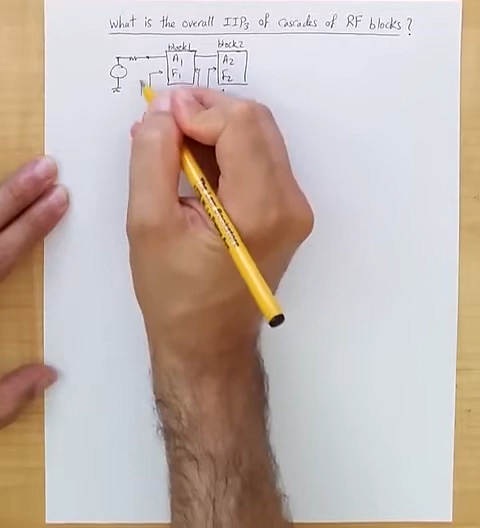 what is the overall IIP3 of cascades of RF blocks?
block1 block2
A1 A2
F1 F2